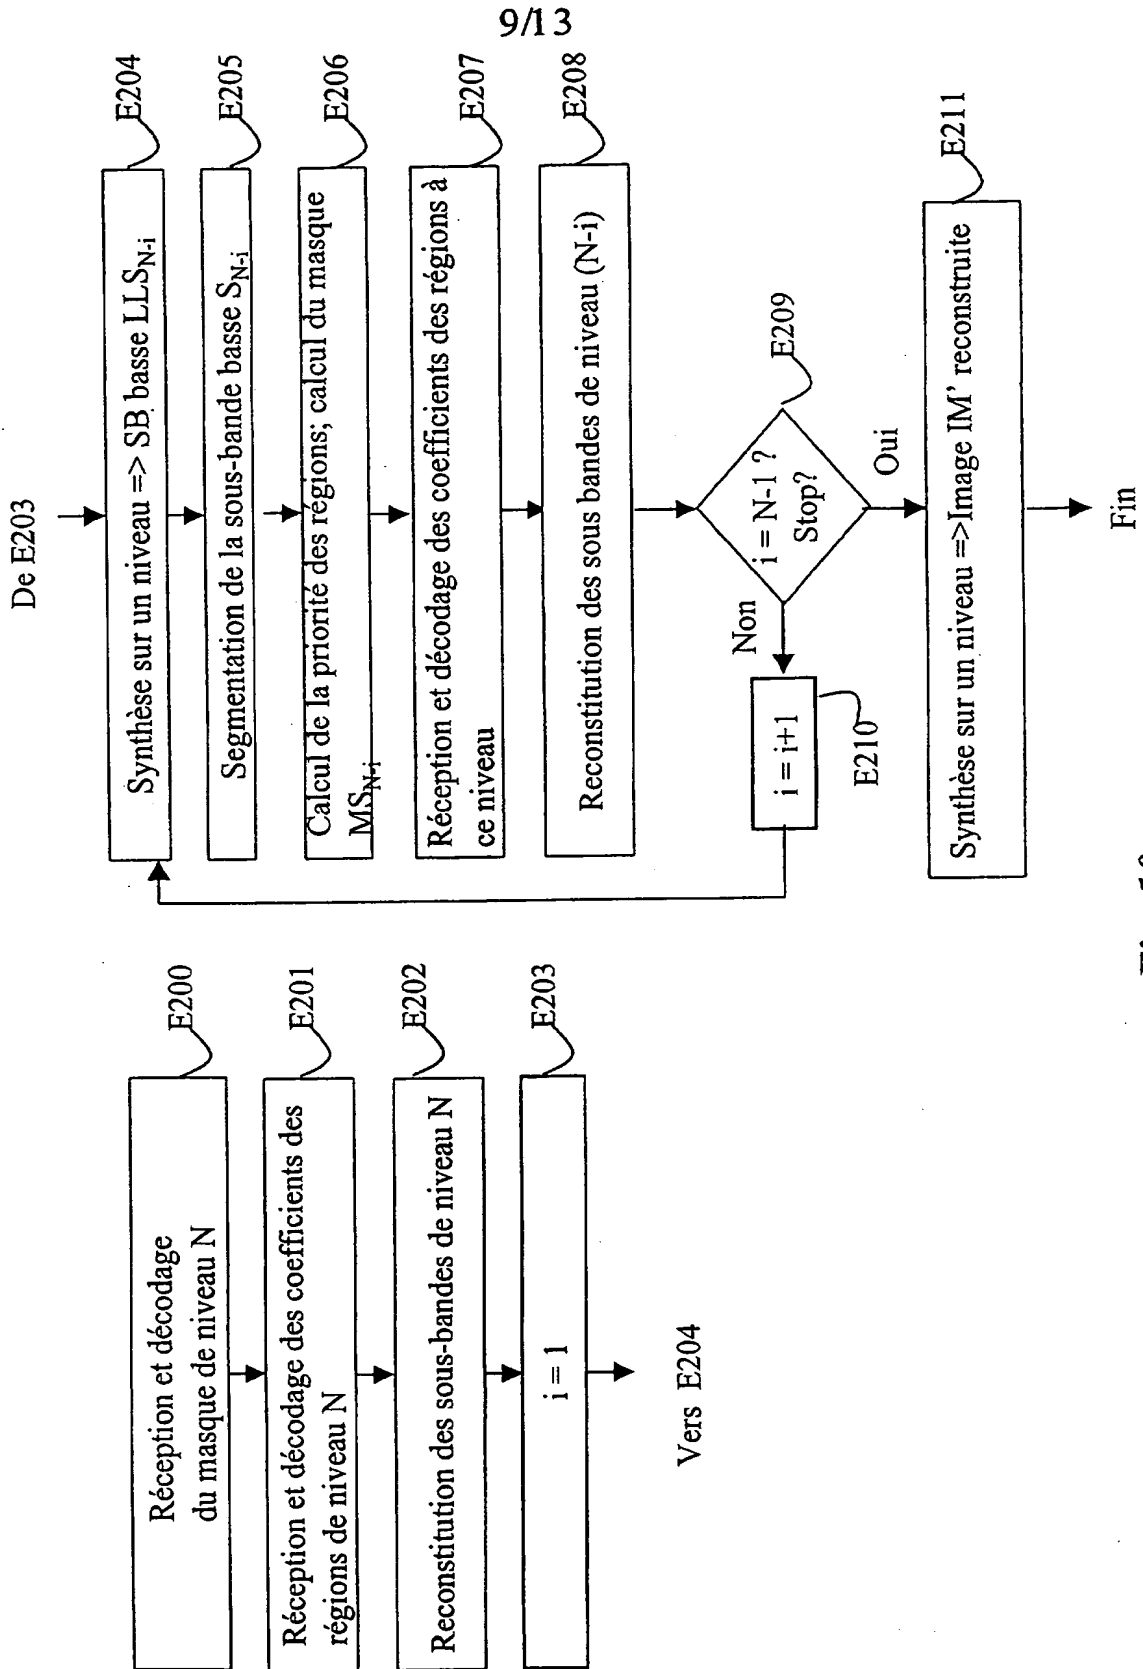 9/13
Réception et décodage
du masque de niveau N
E200
Réception et décodage des coefficients des
régions de niveau N
E201
Reconstitution des sous-bandes de niveau N
E202
i = 1
E203
Vers E204
De E203
Synthèse sur un niveau => SB basse LLS_{N-i}
E204
Segmentation de la sous-bande basse S_{N-i}
E205
Calcul de la priorité des régions; calcul du masque
MS_{N-i}
E206
Réception et décodage des coefficients des régions à
ce niveau
E207
Reconstitution des sous bandes de niveau (N-i)
E208
i = N-1 ?
Stop?
E209
Non
Oui
i = i+1
E210
Synthèse sur un niveau =>Image IM' reconstruite
E211
Fin